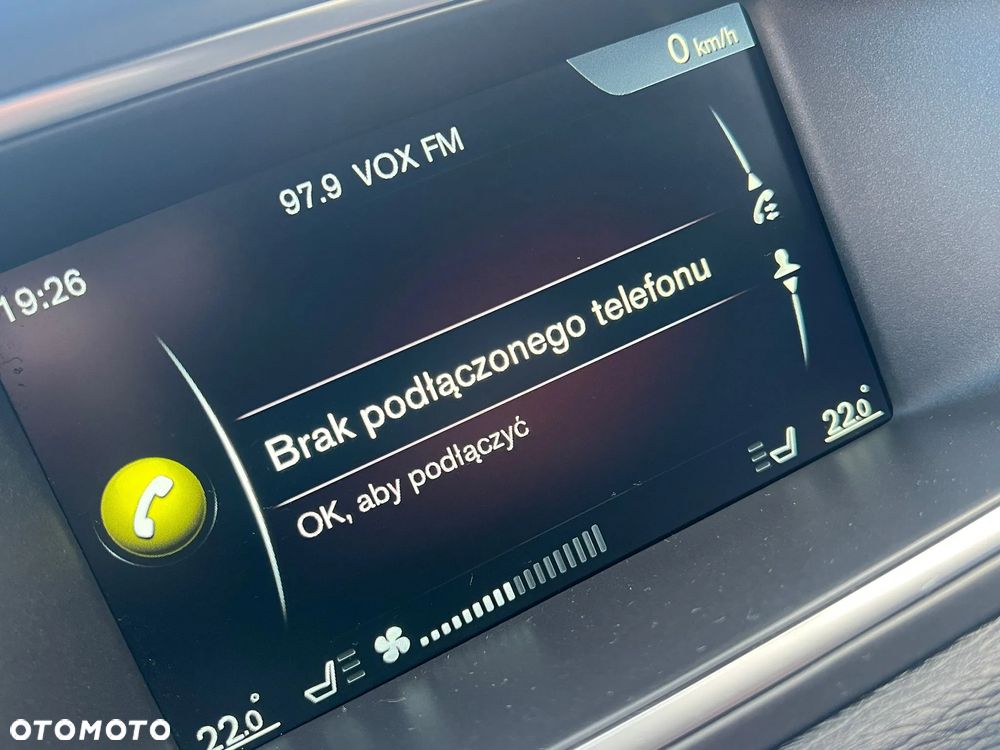 0 km/h
97.9 VOX FM
19:26
Brak podłączonego telefonu
OK, aby podłączyć
22.0°
22.0°
OTOMOTO